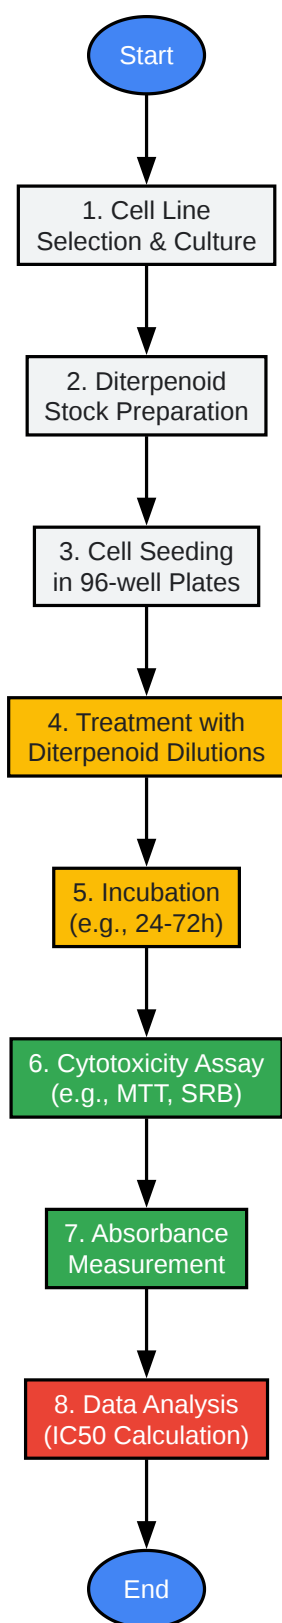 Start
1. Cell Line
Selection & Culture
2. Diterpenoid
Stock Preparation
3. Cell Seeding
in 96-well Plates
4. Treatment with
Diterpenoid Dilutions
5. Incubation
(e.g., 24-72h)
6. Cytotoxicity Assay
(e.g., MTT, SRB)
7. Absorbance
Measurement
8. Data Analysis
(IC50 Calculation)
End